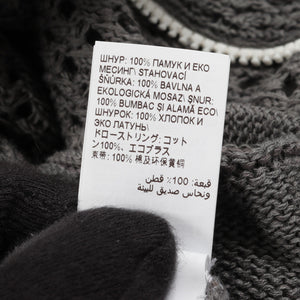 ШНУР: 100% ПАМУК И ЕКО
МЕСИНГ\ STAHOVACÍ
ŠŇŮRKA: 100% BAVLNA A
EKOLOGICKÁ MOSAZ\ ȘNUR:
100% BUMBAC ȘI ALAMĂ ECO\
ШНУРОК: 100% ХЛОПОК И
ЭКО ЛАТУНЬ\
ドローストリング: コット
ン100%、エコブラス
束带: 100% 棉及环保黄铜
قبعة: 100٪ قطن
ونحاس صديق للبيئة